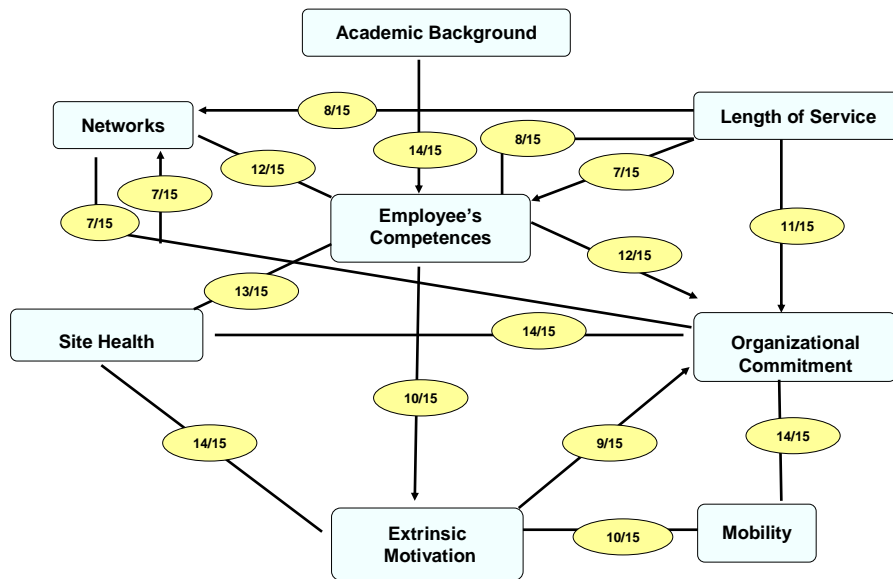 Academic Background
8/15
Networks
Length of Service
14/15
8/15
12/15
7/15
7/15
7/15
Employee's
Competences
11/15
12/15
13/15
Site Health
14/15
Organizational
Commitment
10/15
14/15
9/15
14/15
Extrinsic
Motivation
10/15
Mobility